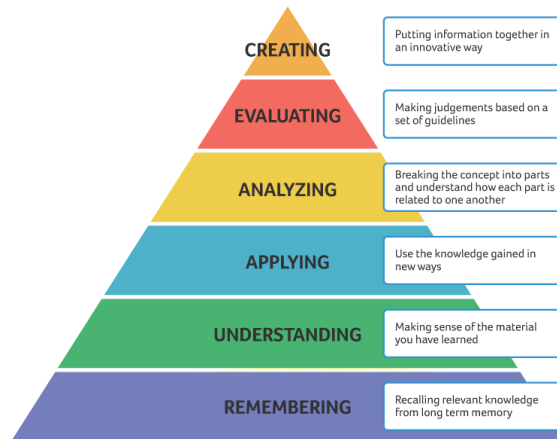 CREATING
Putting information together in
an innovative way
EVALUATING
Making judgements based on a
set of guidelines
ANALYZING
Breaking the concept into parts
and understand how each part is
related to one another
APPLYING
Use the knowledge gained in
new ways
UNDERSTANDING
Making sense of the material
you have learned
REMEMBERING
Recalling relevant knowledge
from long term memory